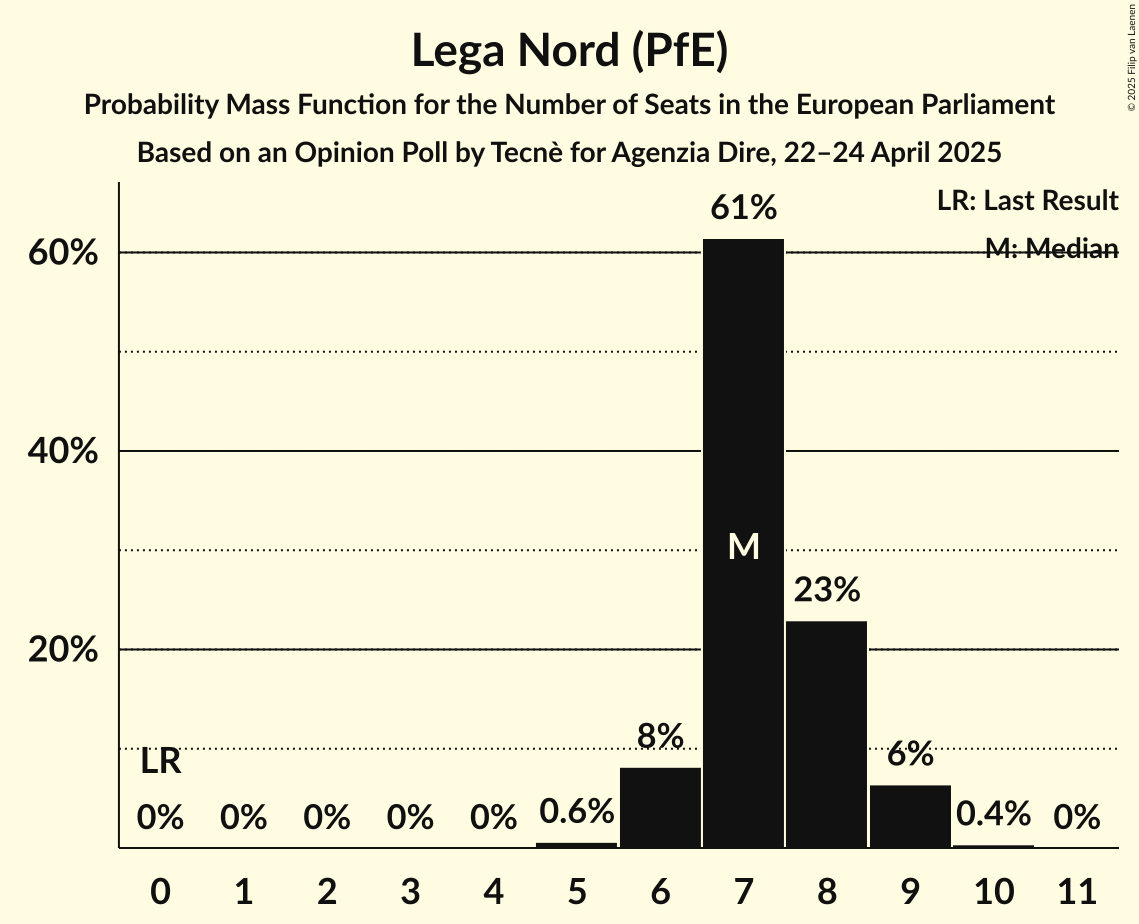 Lega Nord (PfE)
Probability Mass Function for the Number of Seats in the European Parliament
Based on an Opinion Poll by Tecnè for Agenzia Dire, 22–24 April 2025
© 2025 Filip van Laenen
LR: Last Result
M: Median
60%
40%
20%
61%
M
23%
8%
6%
LR
0%
0%
0%
0%
0%
0.6%
0.4%
0%
0 1 2 3 4 5 6 7 8 9 10 11